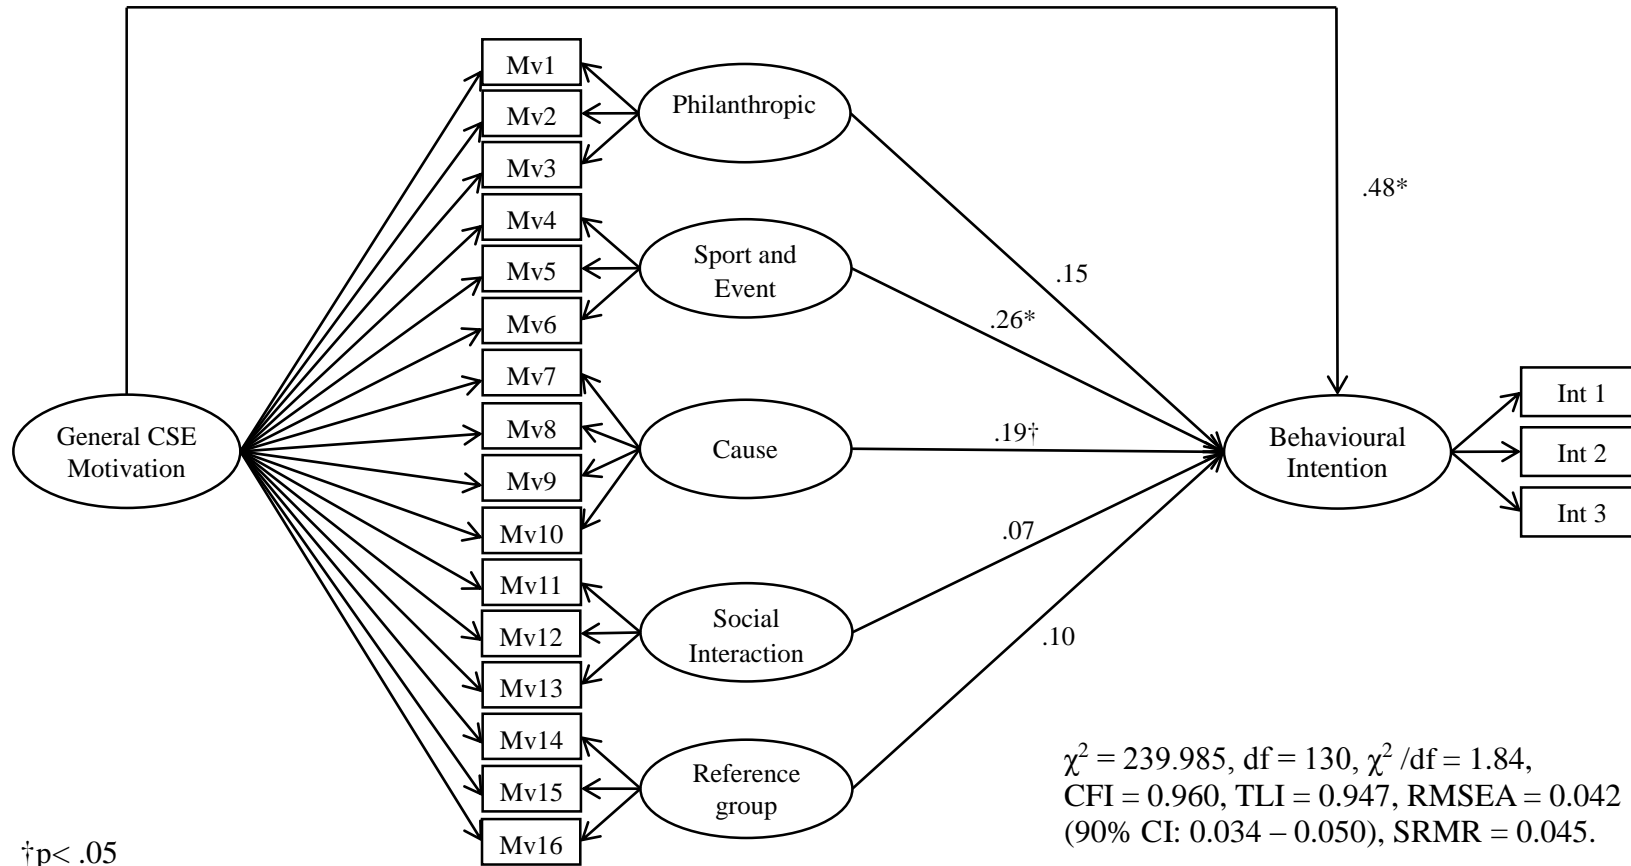 Mv1
Mv2
Mv3
Mv4
Mv5
Mv6
Mv7
Mv8
Mv9
Mv10
Mv11
Mv12
Mv13
Mv14
Mv15
Mv16
General CSE
Motivation
Philanthropic
Sport and
Event
Cause
Social
Interaction
Reference
group
.48*
.15
.26*
.19†
.07
.10
Behavioural
Intention
Int 1
Int 2
Int 3
χ² = 239.985, df = 130, χ² /df = 1.84,
CFI = 0.960, TLI = 0.947, RMSEA = 0.042
(90% CI: 0.034 – 0.050), SRMR = 0.045.
†p< .05